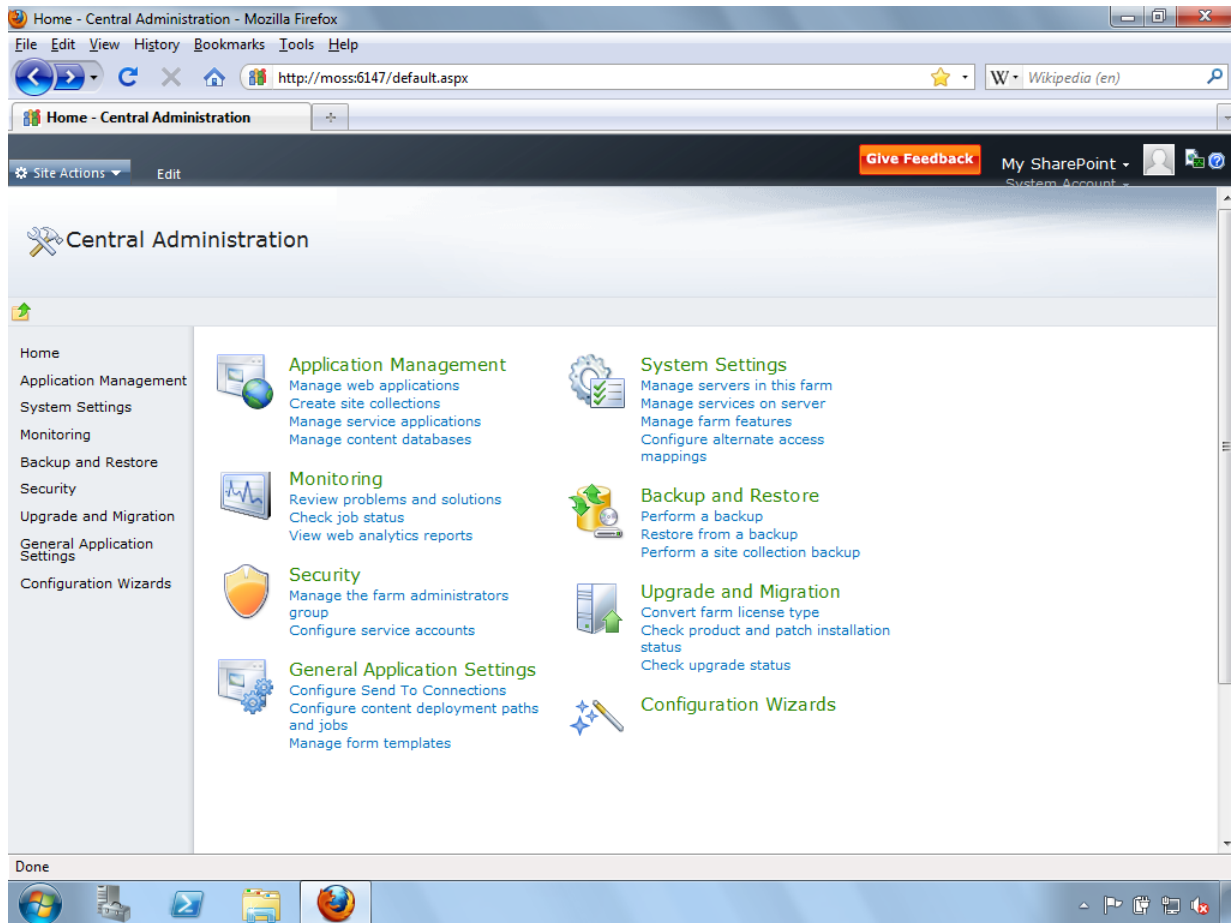 Home - Central Administration - Mozilla Firefox
File Edit View History Bookmarks Tools Help
http://moss:6147/default.aspx
W Wikipedia (en)
Home - Central Administration
Site Actions Edit
Give Feedback
My SharePoint
System Account
Central Administration
Home
Application Management
System Settings
Monitoring
Backup and Restore
Security
Upgrade and Migration
General Application
Settings
Configuration Wizards
Application Management
Manage web applications
Create site collections
Manage service applications
Manage content databases
Monitoring
Review problems and solutions
Check job status
View web analytics reports
Security
Manage the farm administrators
group
Configure service accounts
General Application Settings
Configure Send To Connections
Configure content deployment paths
and jobs
Manage form templates
System Settings
Manage servers in this farm
Manage services on server
Manage farm features
Configure alternate access
mappings
Backup and Restore
Perform a backup
Restore from a backup
Perform a site collection backup
Upgrade and Migration
Convert farm license type
Check product and patch installation
status
Check upgrade status
Configuration Wizards
Done